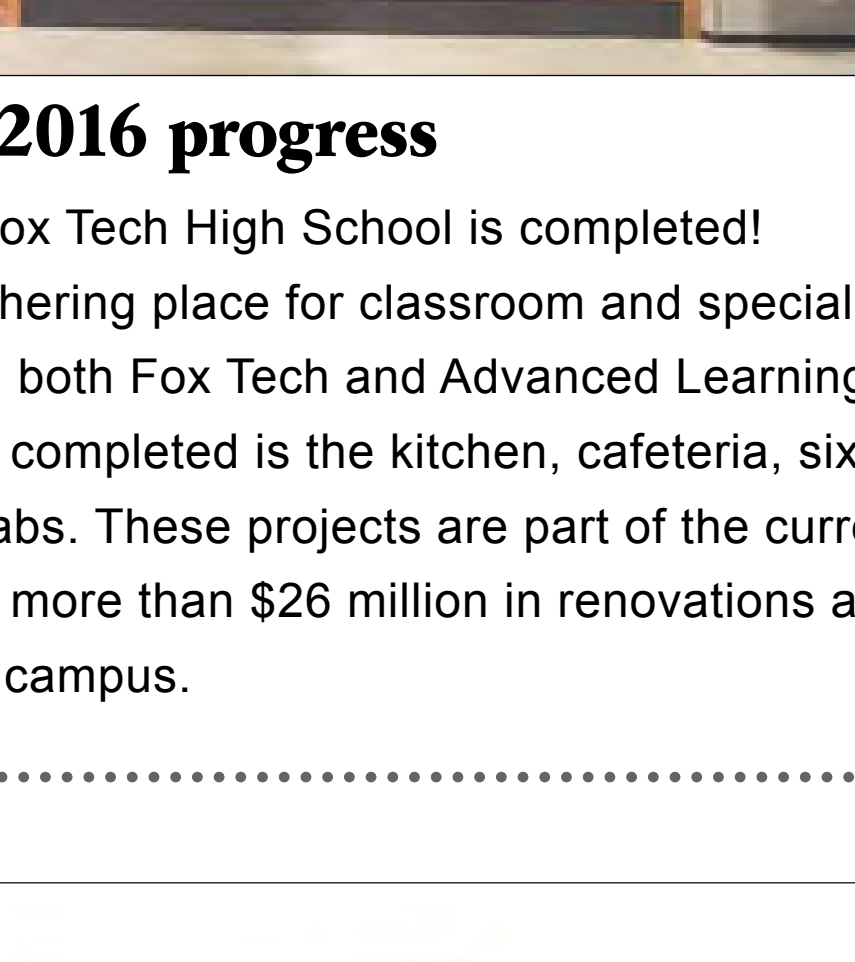 2016 progress
ox Tech High School is completed!
hering place for classroom and special
both Fox Tech and Advanced Learning
completed is the kitchen, cafeteria, six
abs. These projects are part of the curre
more than $26 million in renovations a
campus.